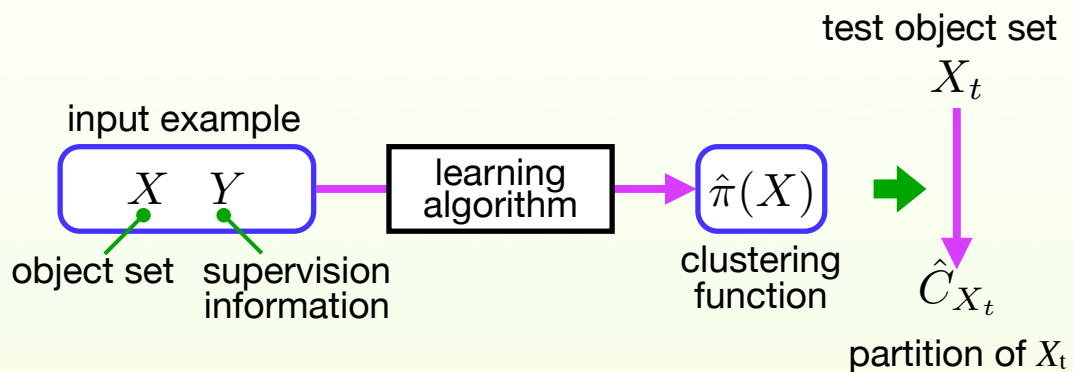 test object set
X_t
input example
X Y
learning
algorithm
π̂(X)
object set
supervision
information
clustering
function
Ĉ_{X_t}
partition of X_t